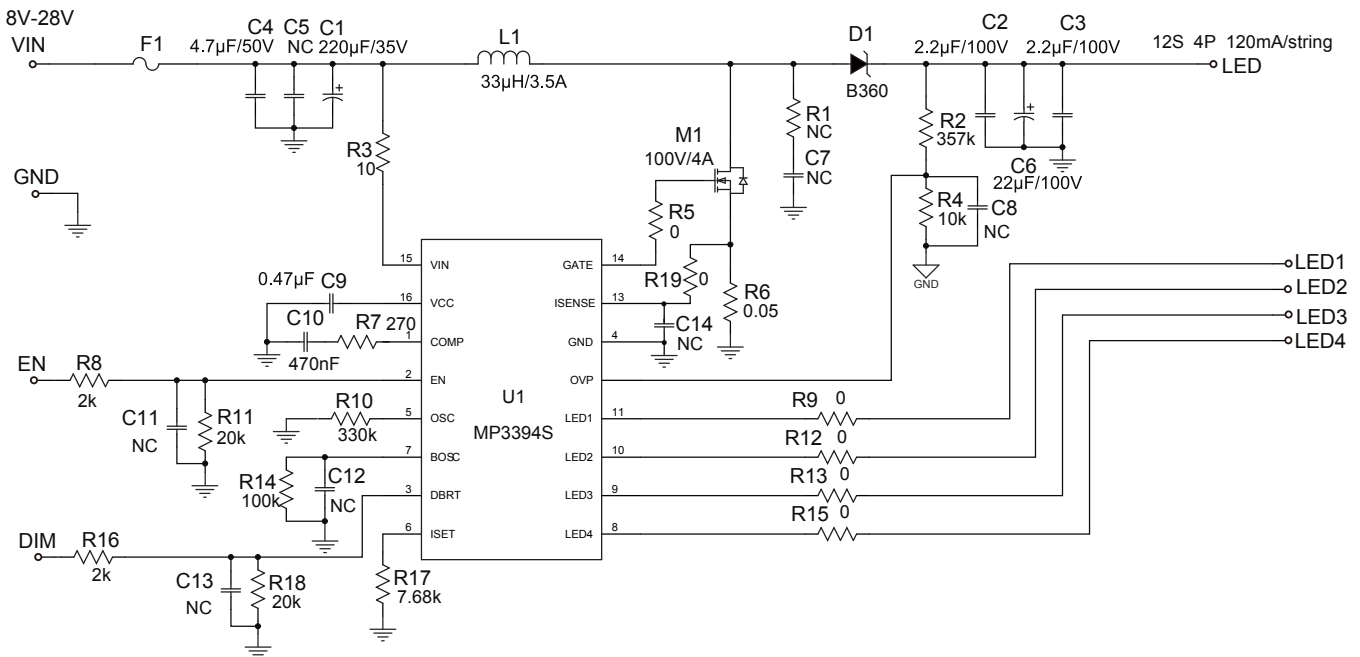 8V-28V
VIN
F1
C4
4.7µF/50V
C5
NC
C1
220µF/35V
L1
33µH/3.5A
D1
B360
C2
2.2µF/100V
C3
2.2µF/100V
12S 4P 120mA/string
LED
R3
10
M1
100V/4A
R1
NC
C7
NC
R2
357k
C6
22µF/100V
GND
R5
0
R4
10k
C8
NC
GND
R19
0
R6
0.05
C14
NC
0.47µF
C9
C10
470nF
R7
270
EN
R8
2k
C11
NC
R11
20k
R10
330k
R14
100k
C12
NC
DIM
R16
2k
C13
NC
R18
20k
R17
7.68k
U1
MP3394S
15 VIN
16 VCC
1 COMP
2 EN
5 OSC
7 BOSC
3 DBRT
6 ISET
GATE 14
ISENSE 13
GND 4
OVP
LED1 11
LED2 10
LED3 9
LED4 8
R9 0
R12 0
R13 0
R15 0
LED1
LED2
LED3
LED4